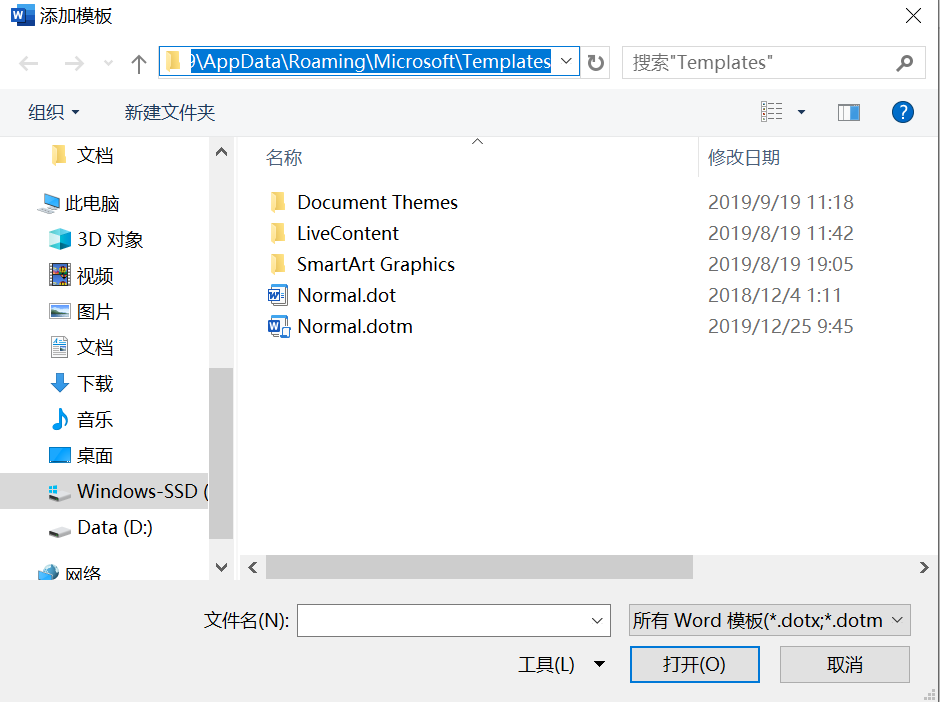 添加模板
9\AppData\Roaming\Microsoft\Templates
搜索"Templates"
组织
新建文件夹
文档
此电脑
3D 对象
视频
图片
文档
下载
音乐
桌面
Windows-SSD (
Data (D:)
网络
名称 修改日期
Document Themes 2019/9/19 11:18
LiveContent 2019/8/19 11:42
SmartArt Graphics 2019/8/19 19:05
Normal.dot 2018/12/4 1:11
Normal.dotm 2019/12/25 9:45
文件名(N):
所有 Word 模板(*.dotx;*.dotm
工具(L)
打开(O)
取消